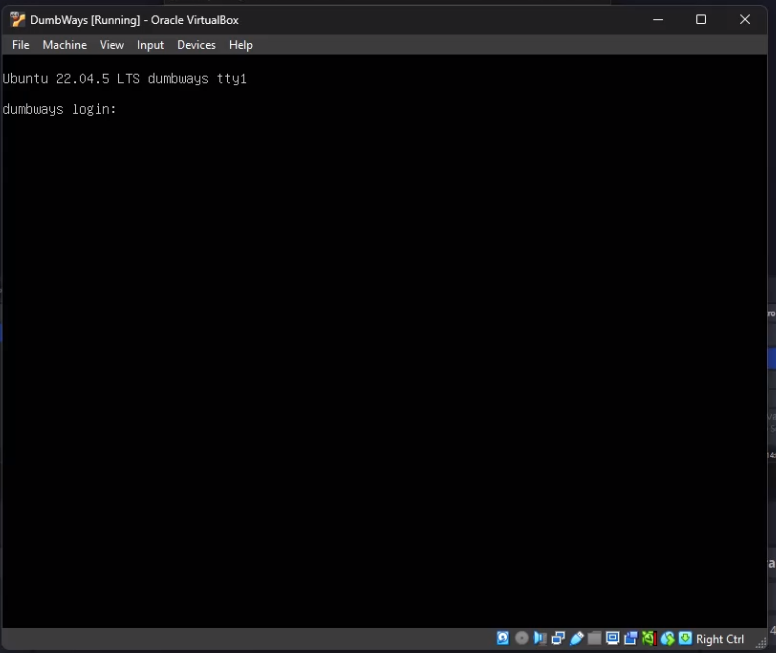 DumbWays [Running] - Oracle VirtualBox
File Machine View Input Devices Help
Ubuntu 22.04.5 LTS dumbways tty1
dumbways login:
Right Ctrl